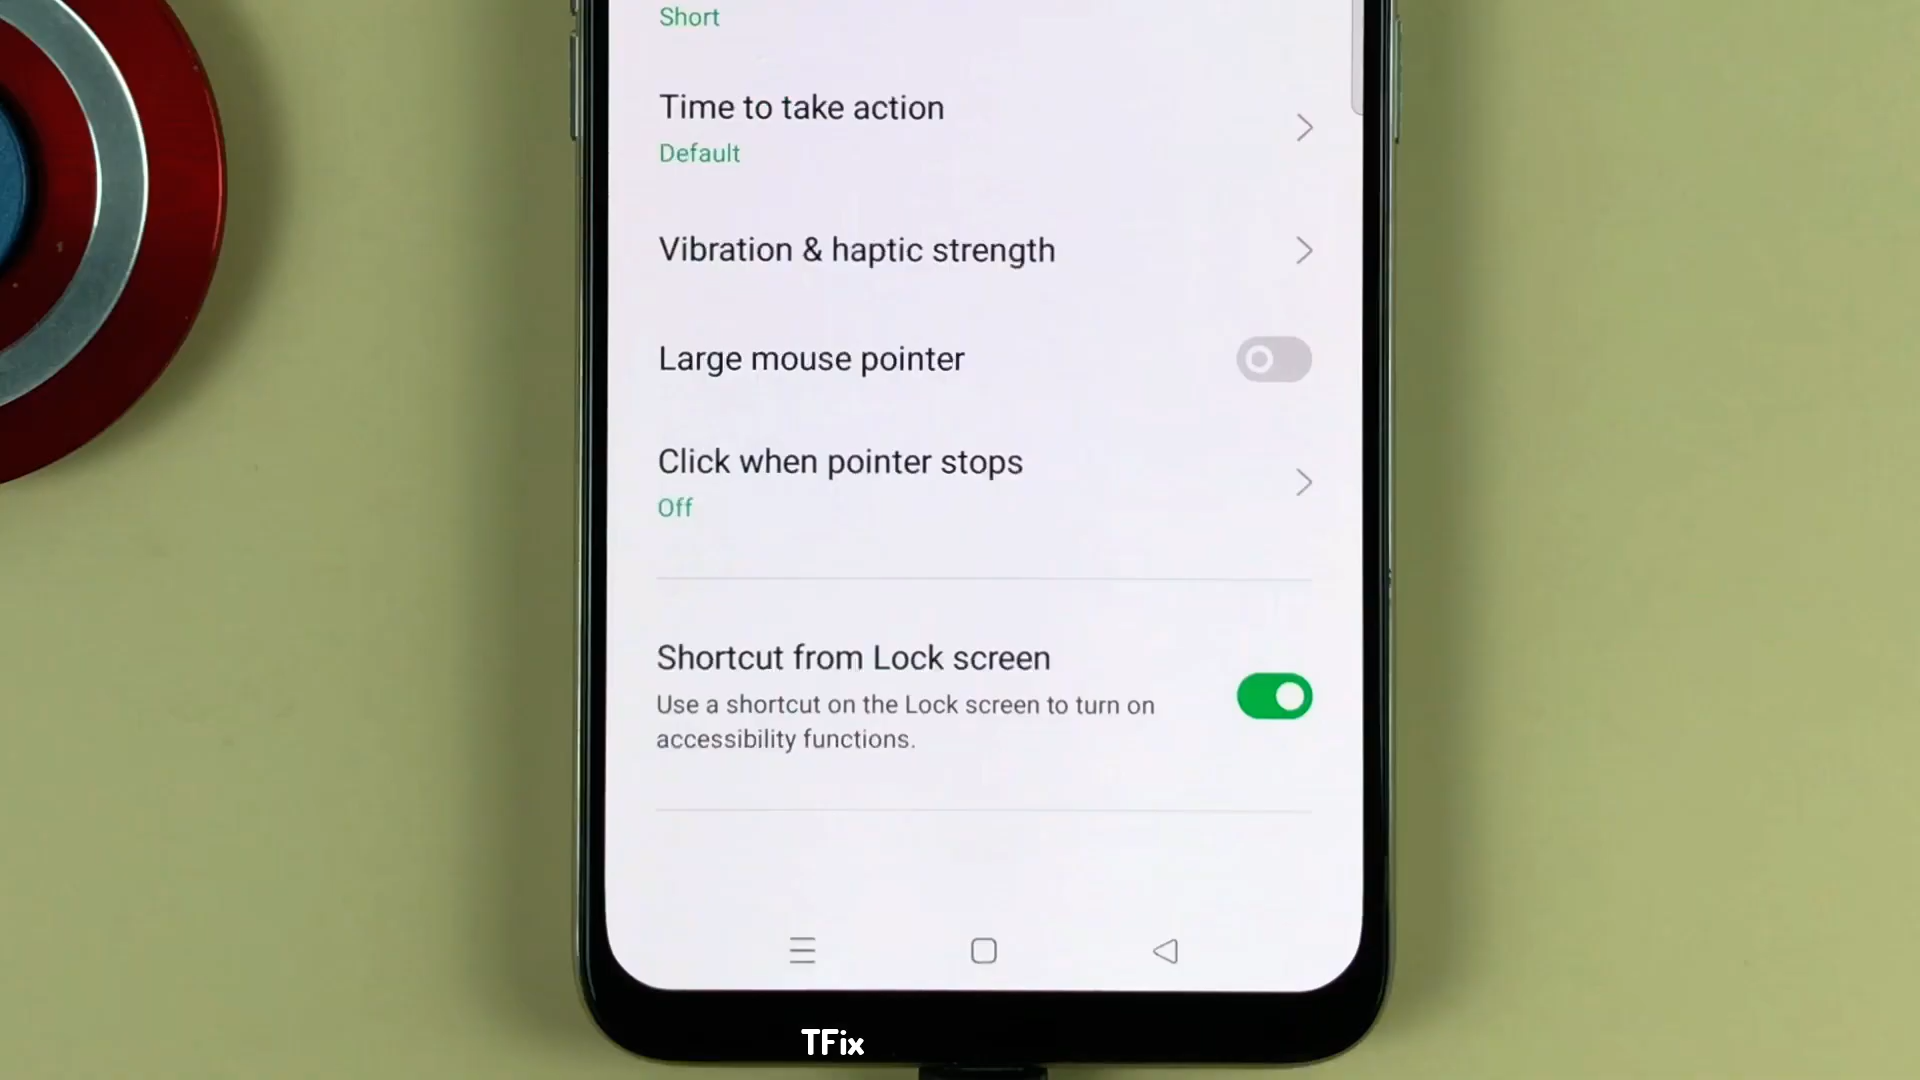 Short
Time to take action
Default
Vibration & haptic strength
Large mouse pointer
Click when pointer stops
Off
Shortcut from Lock screen
Use a shortcut on the Lock screen to turn on
accessibility functions.
TFix